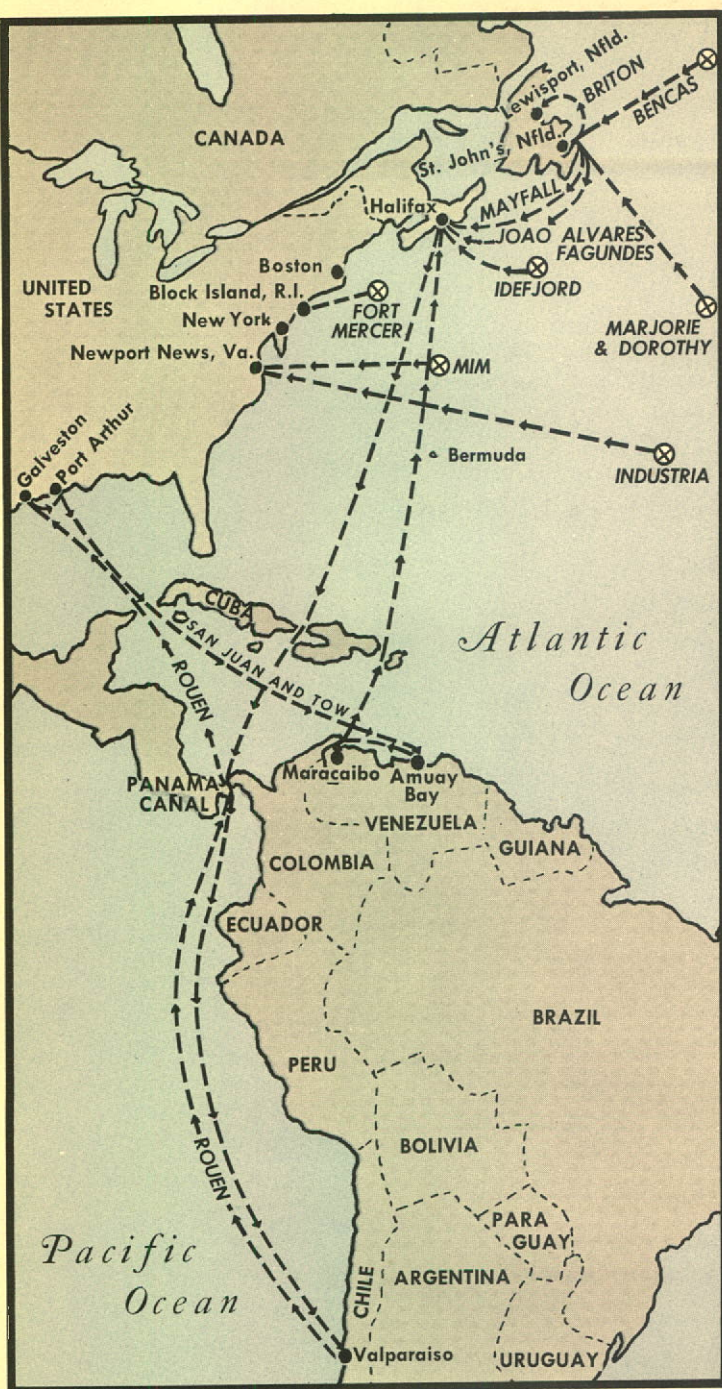 Lewisport, Nfld.
BRITON
BENCAS
CANADA
St. John's, Nfld.
MAYFALL
Halifax
JOAO ALVARES
FAGUNDES
Boston
IDEFJORD
UNITED
STATES
Block Island, R.I.
FORT
MERCER
MARJORIE
& DOROTHY
New York
Newport News, Va.
MIM
Galveston
Port Arthur
Bermuda
INDUSTRIA
CUBA
SAN JUAN AND TOW
Atlantic
Ocean
ROUEN
Maracaibo
Amuay
Bay
PANAMA
CAÑAL
VENEZUELA
GUIANA
COLOMBIA
ECUADOR
BRAZIL
PERU
BOLIVIA
ROUEN
PARA
GUAY
Pacific
Ocean
CHILE
ARGENTINA
Valparaiso
URUGUAY